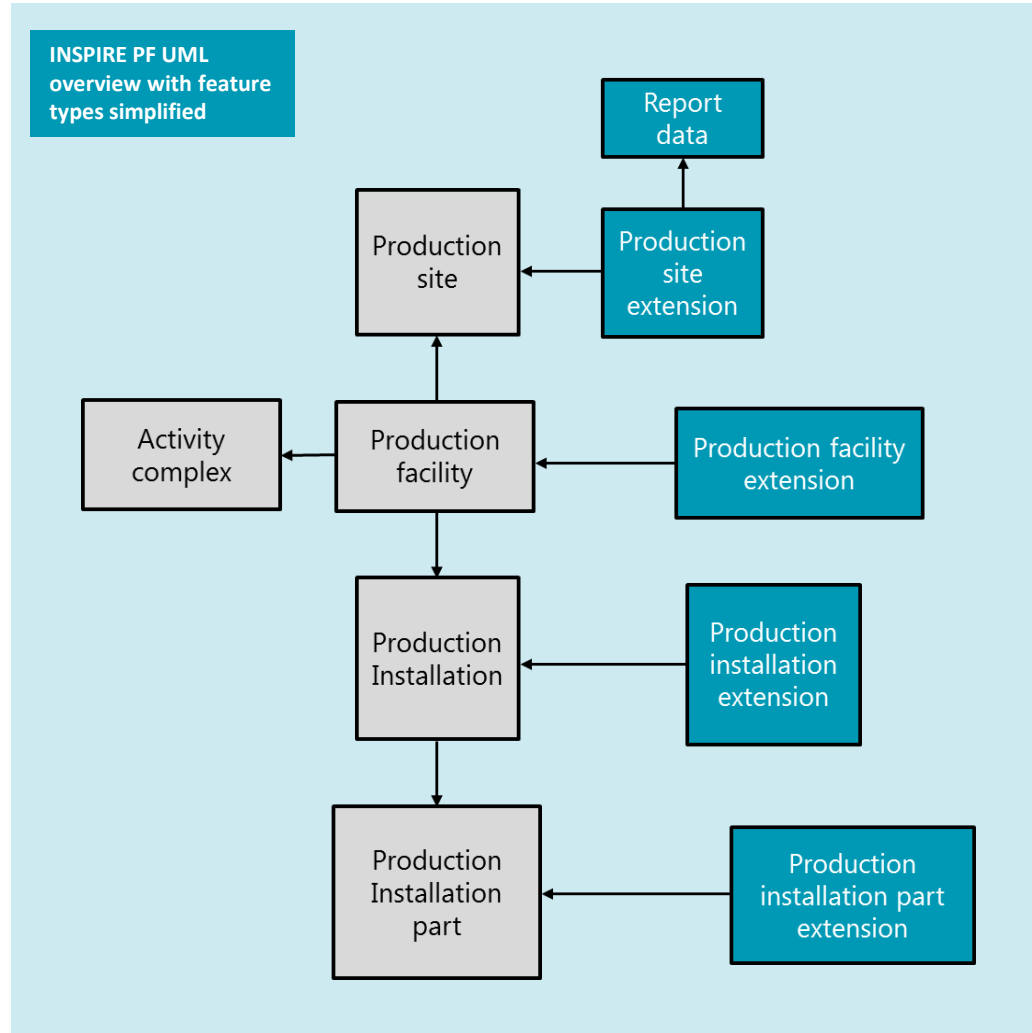 INSPIRE PF UML
overview with feature
types simplified
Report
data
Production
site
Production
site
extension
Activity
complex
Production
facility
Production facility
extension
Production
Installation
Production
installation
extension
Production
Installation
part
Production
installation part
extension